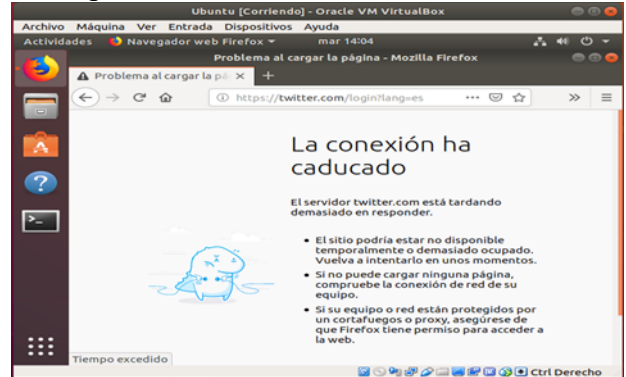 Ubuntu [Corriendo] - Oracle VM VirtualBox
Archivo Máquina Ver Entrada Dispositivos Ayuda
Actividades Navegador web Firefox mar 14:04
Problema al cargar la página - Mozilla Firefox
Problema al cargar la pá
https://twitter.com/login?lang=es
La conexión ha
caducado
El servidor twitter.com está tardando
demasiado en responder.
• El sitio podría estar no disponible
temporalmente o demasiado ocupado.
Vuelva a intentarlo en unos momentos.
• Si no puede cargar ninguna página,
compruebe la conexión de red de su
equipo.
• Si su equipo o red están protegidos por
un cortafuegos o proxy, asegúrese de
que Firefox tiene permiso para acceder a
la web.
Tiempo excedido
Ctrl Derecho